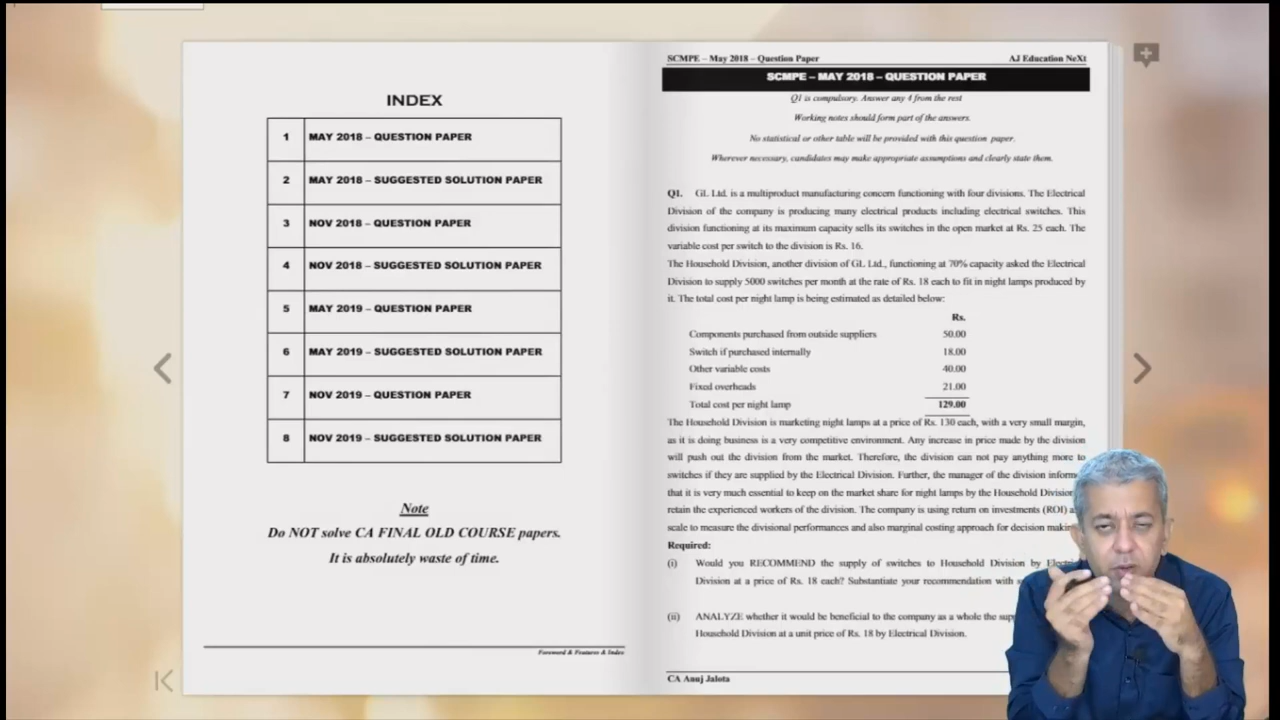 INDEX
1 MAY 2018 – QUESTION PAPER
2 MAY 2018 – SUGGESTED SOLUTION PAPER
3 NOV 2018 – QUESTION PAPER
4 NOV 2018 – SUGGESTED SOLUTION PAPER
5 MAY 2019 – QUESTION PAPER
6 MAY 2019 – SUGGESTED SOLUTION PAPER
7 NOV 2019 – QUESTION PAPER
8 NOV 2019 – SUGGESTED SOLUTION PAPER
Note
Do NOT solve CA FINAL OLD COURSE papers.
It is absolutely waste of time.
Foreword & Features & Index
SCMPE – May 2018 – Question Paper AJ Education NeXt
SCMPE – MAY 2018 – QUESTION PAPER
Q1 is compulsory. Answer any 4 from the rest
Working notes should form part of the answers.
No statistical or other table will be provided with this question paper.
Wherever necessary, candidates may make appropriate assumptions and clearly state them.
Q1. GL Ltd. is a multiproduct manufacturing concern functioning with four divisions. The Electrical
Division of the company is producing many electrical products including electrical switches. This
division functioning at its maximum capacity sells its switches in the open market at Rs. 25 each. The
variable cost per switch to the division is Rs. 16.
The Household Division, another division of GL Ltd., functioning at 70% capacity asked the Electrical
Division to supply 5000 switches per month at the rate of Rs. 18 each to fit in night lamps produced by
it. The total cost per night lamp is being estimated as detailed below:
Rs.
Components purchased from outside suppliers 50.00
Switch if purchased internally 18.00
Other variable costs 40.00
Fixed overheads 21.00
Total cost per night lamp 129.00
The Household Division is marketing night lamps at a price of Rs. 130 each, with a very small margin,
as it is doing business is a very competitive environment. Any increase in price made by the division
will push out the division from the market. Therefore, the division can not pay anything more to
switches if they are supplied by the Electrical Division. Further, the manager of the division
that it is very much essential to keep on the market share for night lamps by the Household Division
retain the experienced workers of the division. The company is using return on investments (ROI)
scale to measure the divisional performances and also marginal costing approach for decision
Required:
(i) Would you RECOMMEND the supply of switches to Household Division by
Division at a price of Rs. 18 each? Substantiate your recommendation with
(ii) ANALYZE whether it would be beneficial to the company as a whole the
Household Division at a unit price of Rs. 18 by Electrical Division.
CA Anuj Jalota